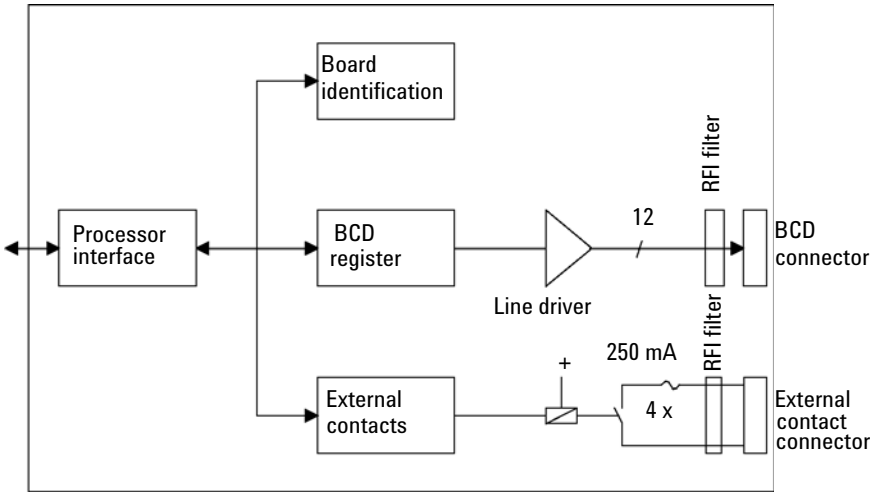 Board
identification
RFI filter
Processor
interface
BCD
register
12
BCD
connector
Line driver
RFI filter
250 mA
+
4 x
External
contacts
External
contact
connector